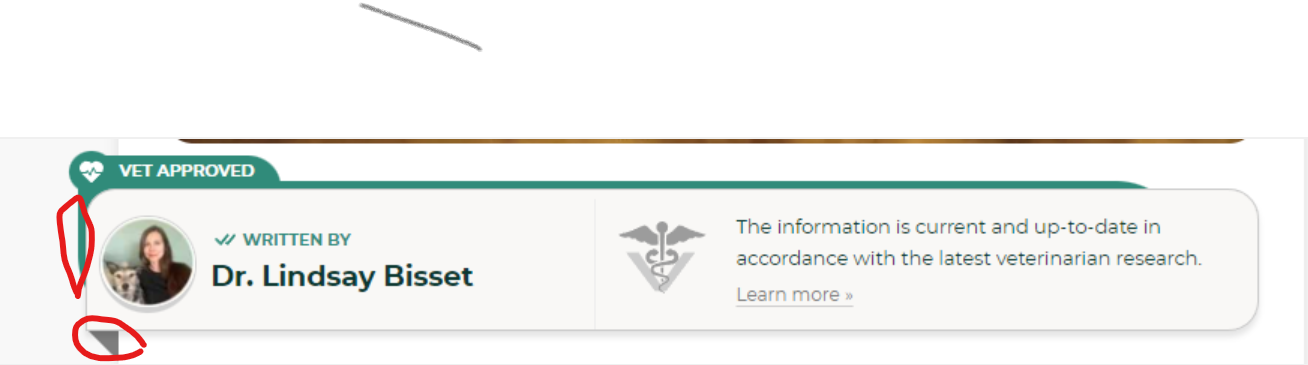 VET APPROVED
WRITTEN BY
Dr. Lindsay Bisset
The information is current and up-to-date in
accordance with the latest veterinarian research.
Learn more »